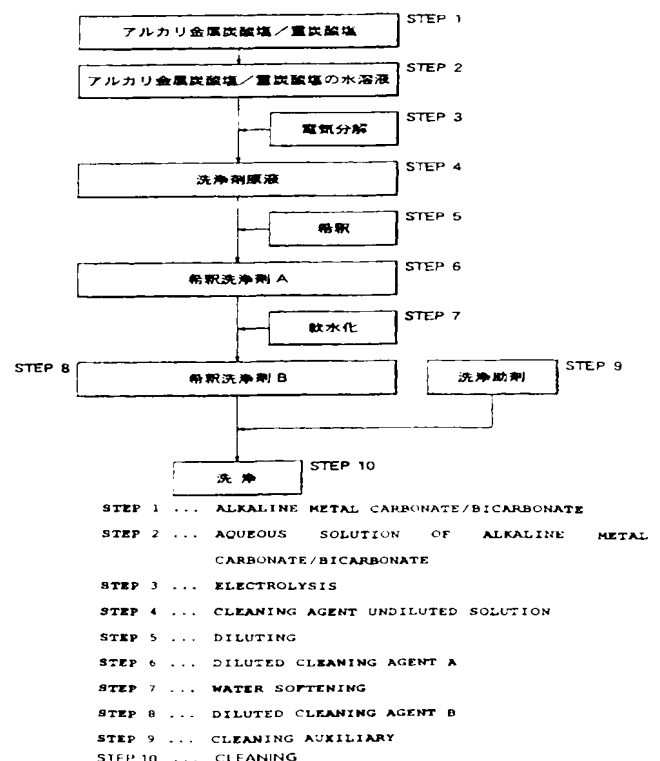 STEP 1
アルカリ金属炭酸塩／重炭酸塩
STEP 2
アルカリ金属炭酸塩／重炭酸塩の水溶液
STEP 3
電気分解
STEP 4
洗浄剤原液
STEP 5
希釈
STEP 6
希釈洗浄剤A
STEP 7
軟水化
STEP 8
希釈洗浄剤B
STEP 9
洗浄助剤
STEP 10
洗浄
STEP 1 ... ALKALINE METAL CARBONATE/BICARBONATE
STEP 2 ... AQUEOUS SOLUTION OF ALKALINE METAL
CARBONATE/BICARBONATE
STEP 3 ... ELECTROLYSIS
STEP 4 ... CLEANING AGENT UNDILUTED SOLUTION
STEP 5 ... DILUTING
STEP 6 ... DILUTED CLEANING AGENT A
STEP 7 ... WATER SOFTENING
STEP 8 ... DILUTED CLEANING AGENT B
STEP 9 ... CLEANING AUXILIARY
STEP 10 ... CLEANING